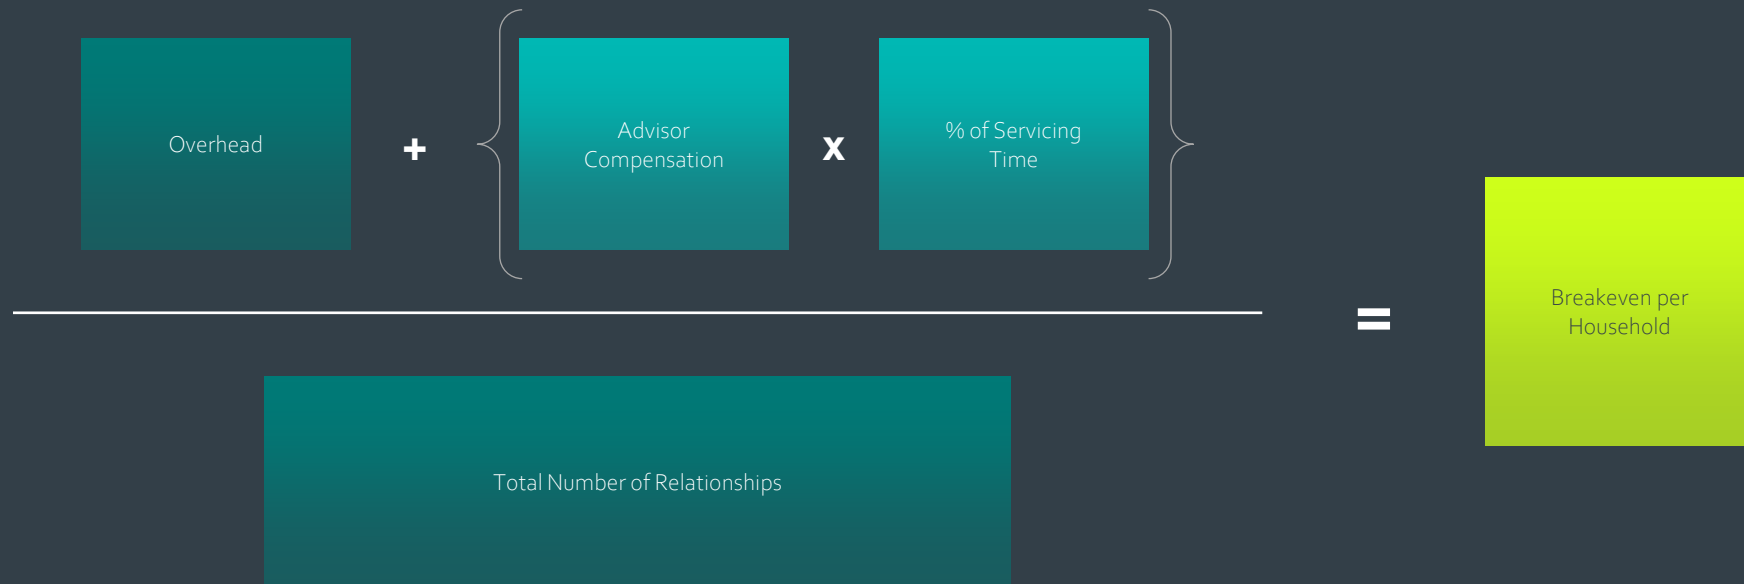 Overhead
+
Advisor
Compensation
x
% of Servicing
Time
=
Breakeven per
Household
Total Number of Relationships